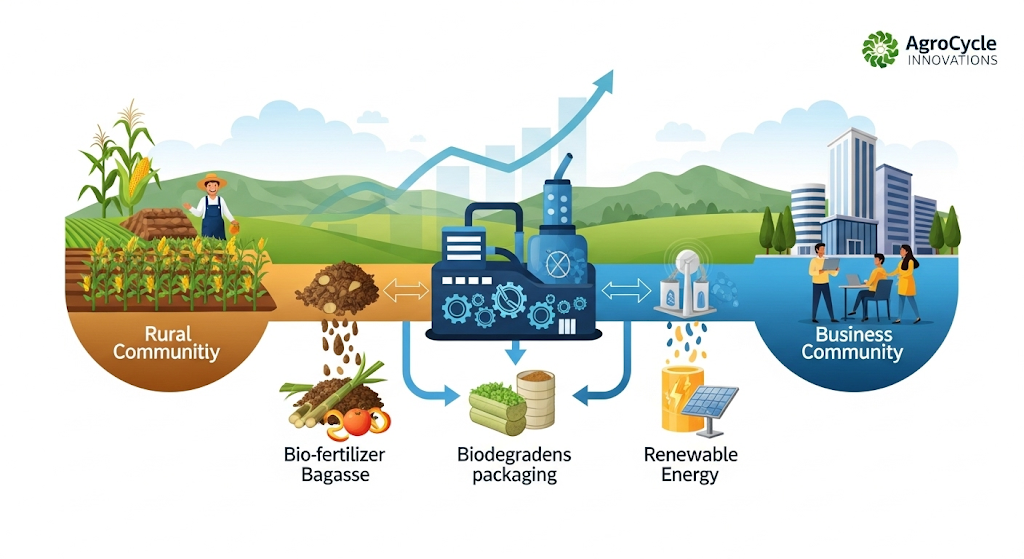 AgroCycle
INNOVATIONS
Rural
Communitiy
Business
Community
Bio-fertilizer
Bagasse
Biodegradens
packaging
Renewable
Energy